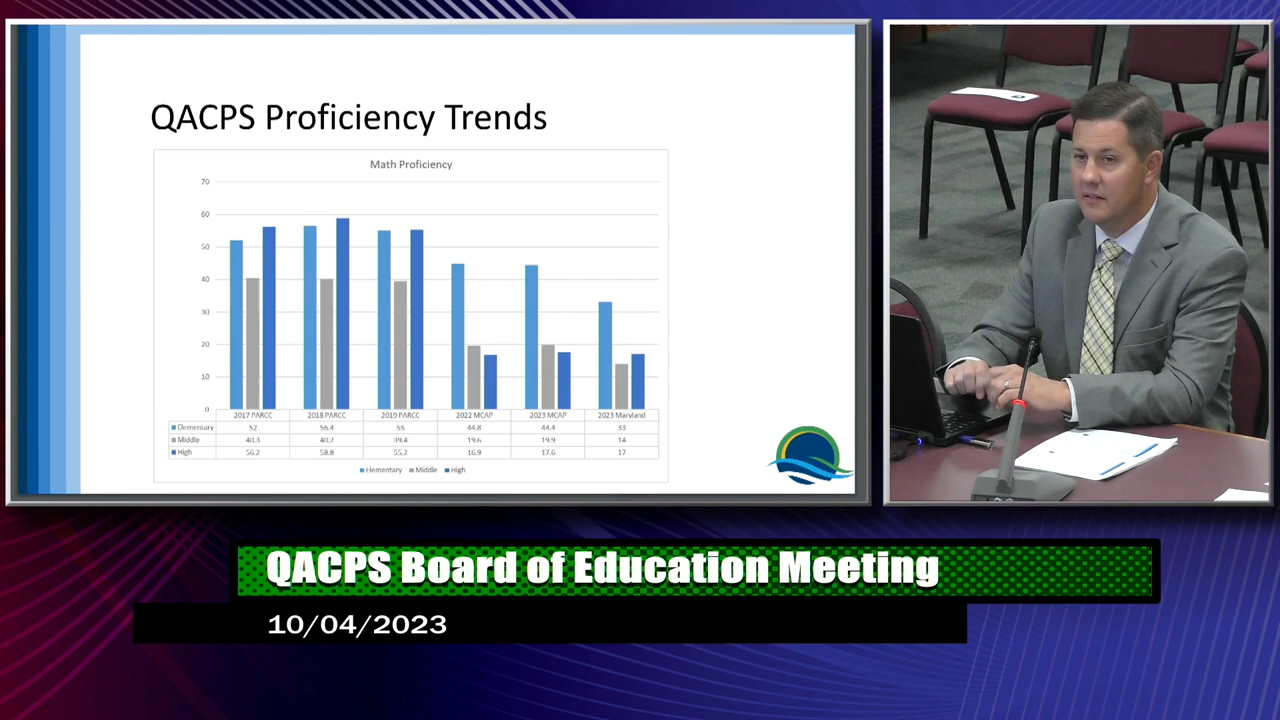 QACPS Proficiency Trends
Math Proficiency
70
60
50
40
30
20
10
0
2017 PARCC 2018 PARCC 2019 PARCC 2022 MCAP 2023 MCAP 2023 Maryland
Elementary 52 56.4 55 44.8 44.4 33
Middle 40.3 40.2 39.4 19.6 19.9 14
High 56.2 58.8 55.2 16.9 17.6 17
Elementary Middle High
QACPS Board of Education Meeting
10/04/2023